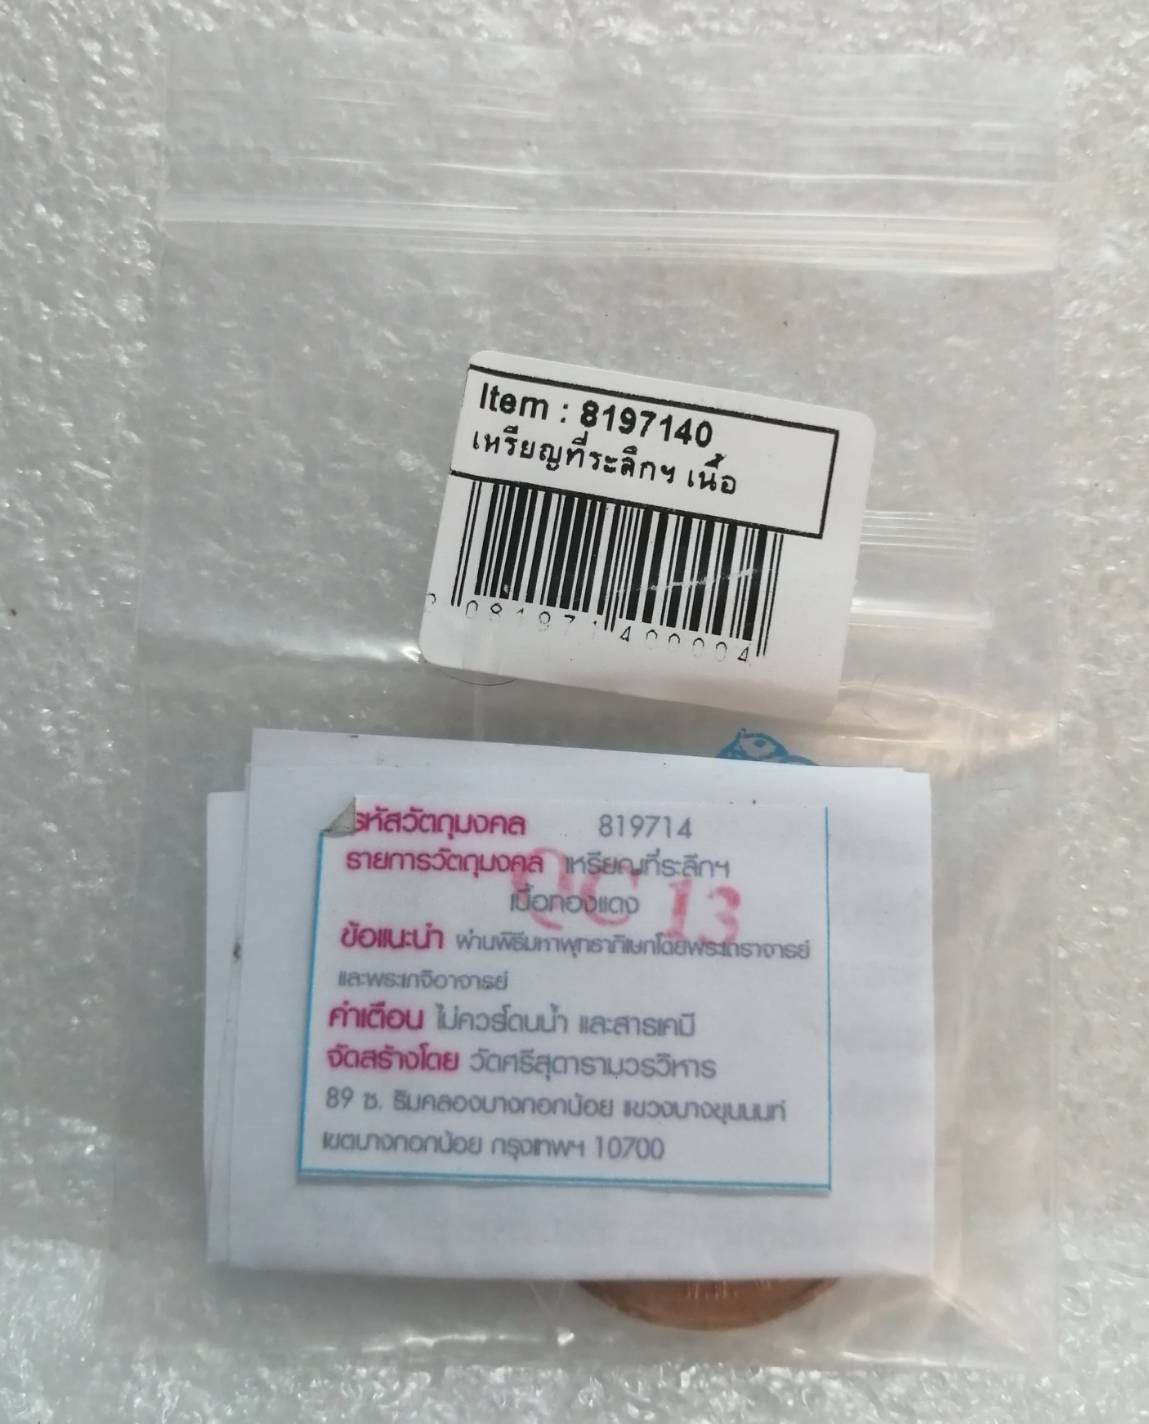 Item : 8197140
เหรียญที่ระลึกฯ เนื้อ
081971 400004
รหัสวัตถุมงคล 819714
รายการวัตถุมงคล เหรียญที่ระลึกฯ
เนื้อทองแดง
QC 13
ข้อแนะนำ ผ่านพิธีมหาพุทธาภิเษกโดยพระเถราจารย์
และพระเกจิอาจารย์
คำเตือน ไม่ควรโดนน้ำ และสารเคมี
จัดสร้างโดย วัดศรีสุดารามวรวิหาร
89 ซ. ริมคลองบางกอกน้อย แขวงบางขุนนนท์
เขตบางกอกน้อย กรุงเทพฯ 10700